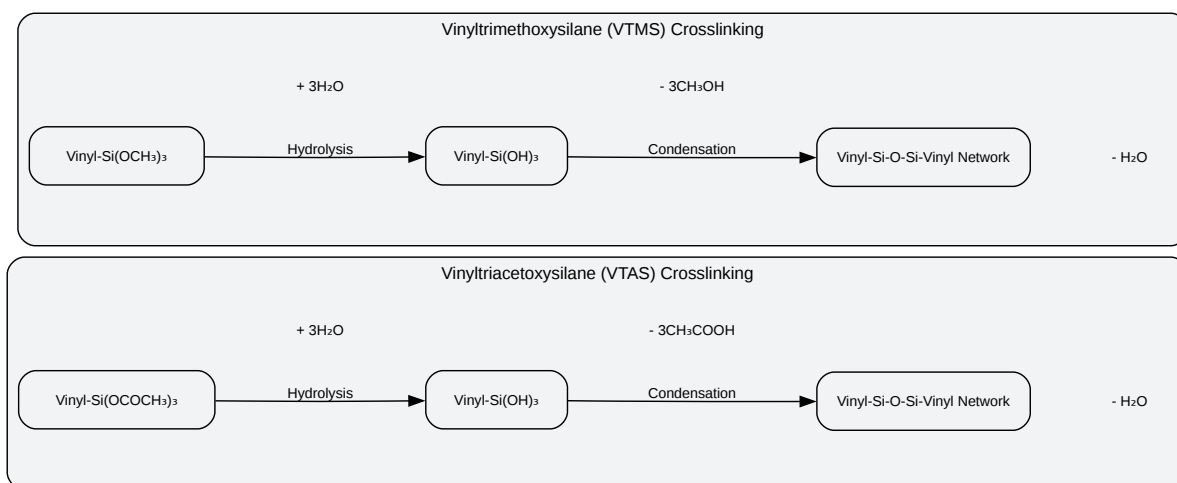 Vinyltrimethoxysilane (VTMS) Crosslinking
+ 3H₂O
- 3CH₃OH
Vinyl-Si(OCH₃)₃
Hydrolysis
Vinyl-Si(OH)₃
Condensation
Vinyl-Si-O-Si-Vinyl Network
- H₂O
Vinyltriacetoxysilane (VTAS) Crosslinking
+ 3H₂O
- 3CH₃COOH
Vinyl-Si(OCOCH₃)₃
Hydrolysis
Vinyl-Si(OH)₃
Condensation
Vinyl-Si-O-Si-Vinyl Network
- H₂O